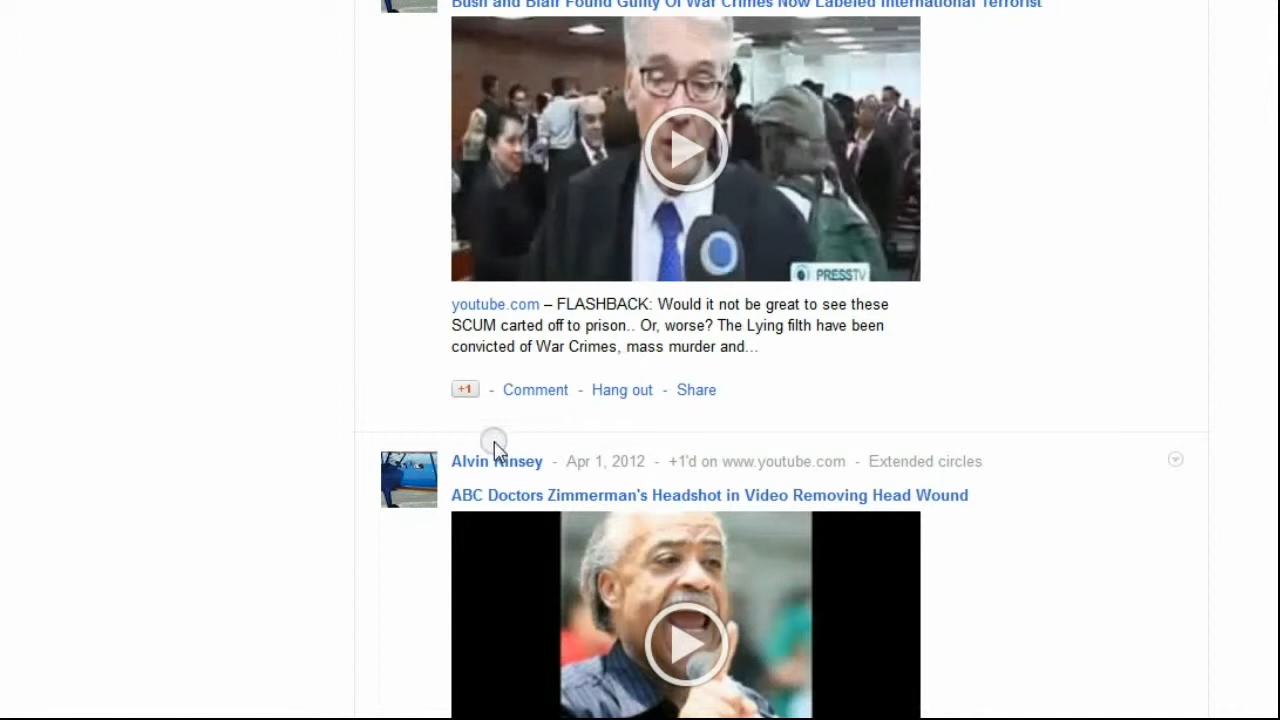 Bush and Blair Found Guilty Of War Crimes Now Labeled International Terrorist
PRESSTV
youtube.com – FLASHBACK: Would it not be great to see these
SCUM carted off to prison.. Or, worse? The Lying filth have been
convicted of War Crimes, mass murder and...
+1 - Comment - Hang out - Share
Alvin - Apr 1, 2012 - +1'd on www.youtube.com - Extended circles
ABC Doctors Zimmerman's Headshot in Video Removing Head Wound